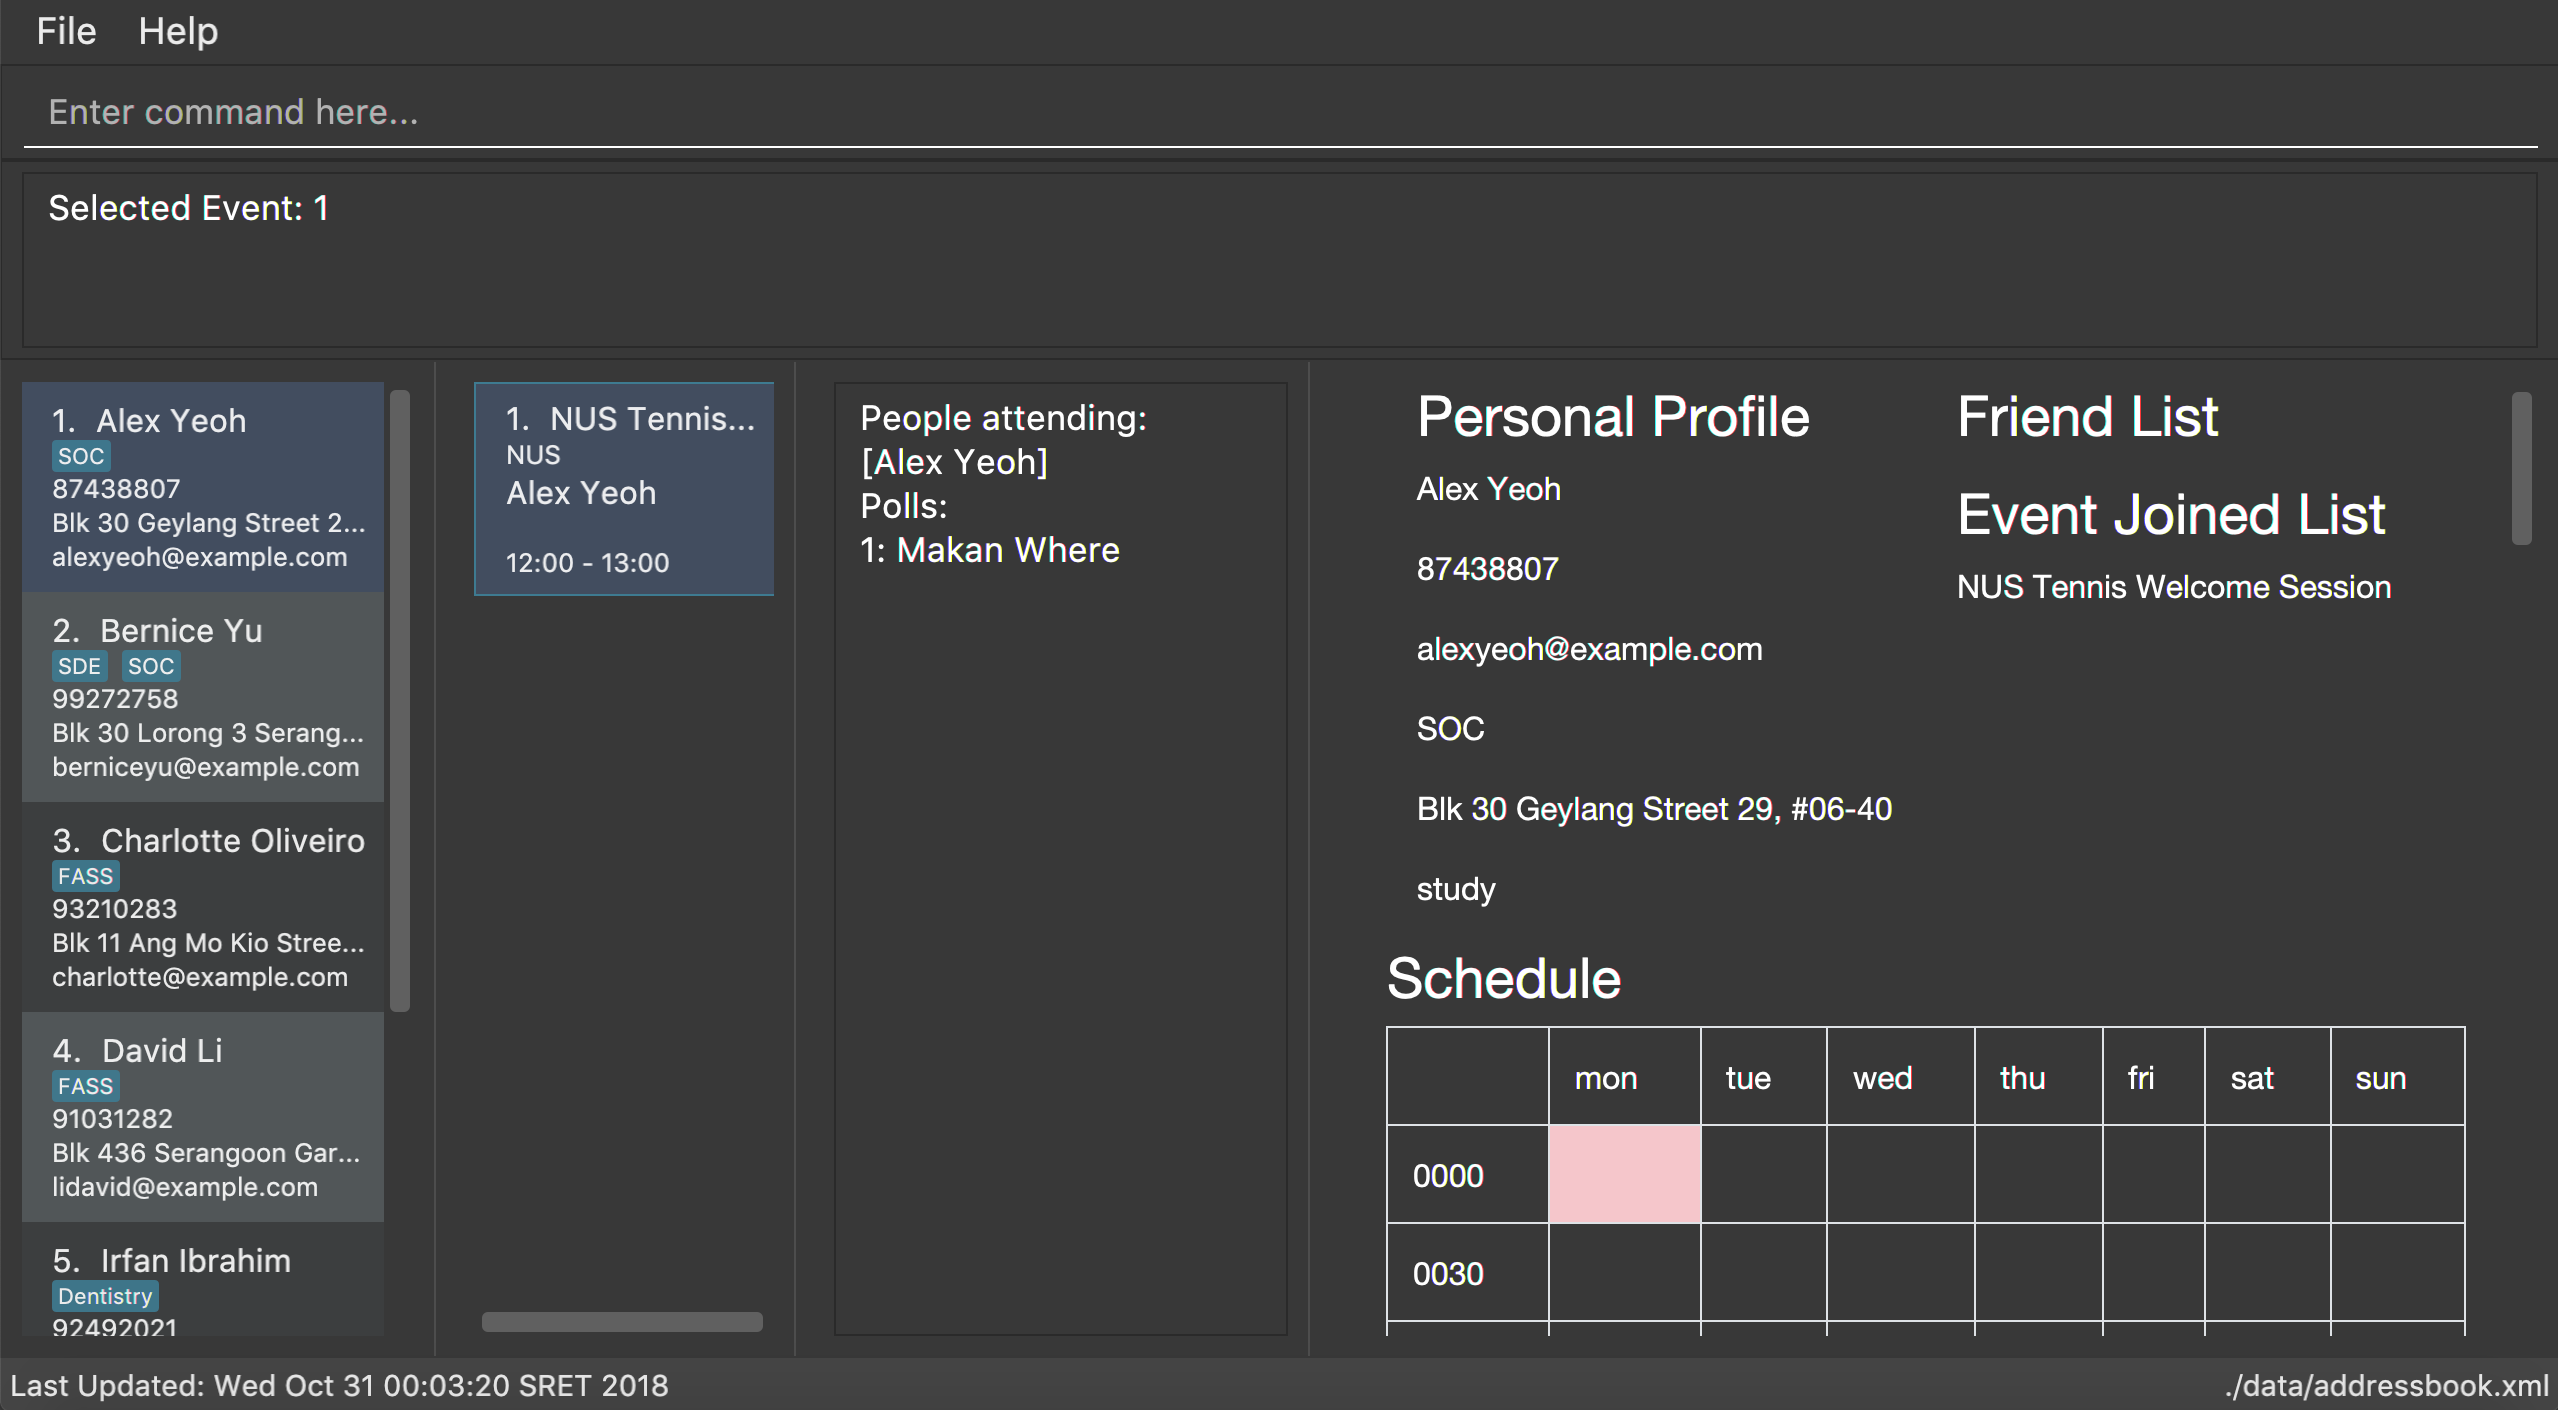 File Help
Enter command here...
Selected Event: 1
1. Alex Yeoh
SOC
87438807
Blk 30 Geylang Street 2...
alexyeoh@example.com
2. Bernice Yu
SDE SOC
99272758
Blk 30 Lorong 3 Serang...
berniceyu@example.com
3. Charlotte Oliveiro
FASS
93210283
Blk 11 Ang Mo Kio Stree...
charlotte@example.com
4. David Li
FASS
91031282
Blk 436 Serangoon Gar...
lidavid@example.com
5. Irfan Ibrahim
Dentistry
92492021
1. NUS Tennis...
NUS
Alex Yeoh
12:00 - 13:00
People attending:
[Alex Yeoh]
Polls:
1: Makan Where
Personal Profile
Alex Yeoh
87438807
alexyeoh@example.com
SOC
Blk 30 Geylang Street 29, #06-40
study
Friend List
Event Joined List
NUS Tennis Welcome Session
Schedule
mon tue wed thu fri sat sun
0000
0030
Last Updated: Wed Oct 31 00:03:20 SRET 2018
./data/addressbook.xml